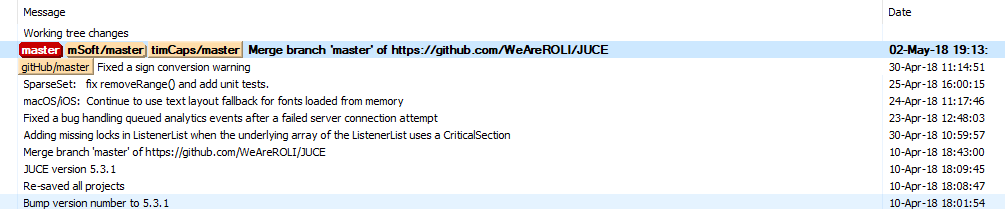 Message Date
Working tree changes
master mSoft/master timCaps/master Merge branch 'master' of https://github.com/WeAreROLI/JUCE 02-May-18 19:13:
gitHub/master Fixed a sign conversion warning 30-Apr-18 11:14:51
SparseSet: fix removeRange() and add unit tests. 25-Apr-18 16:00:15
macOS/iOS: Continue to use text layout fallback for fonts loaded from memory 24-Apr-18 11:17:46
Fixed a bug handling queued analytics events after a failed server connection attempt 23-Apr-18 12:48:03
Adding missing locks in ListenerList when the underlying array of the ListenerList uses a CriticalSection 30-Apr-18 10:59:57
Merge branch 'master' of https://github.com/WeAreROLI/JUCE 10-Apr-18 18:43:00
JUCE version 5.3.1 10-Apr-18 18:09:45
Re-saved all projects 10-Apr-18 18:08:47
Bump version number to 5.3.1 10-Apr-18 18:01:54